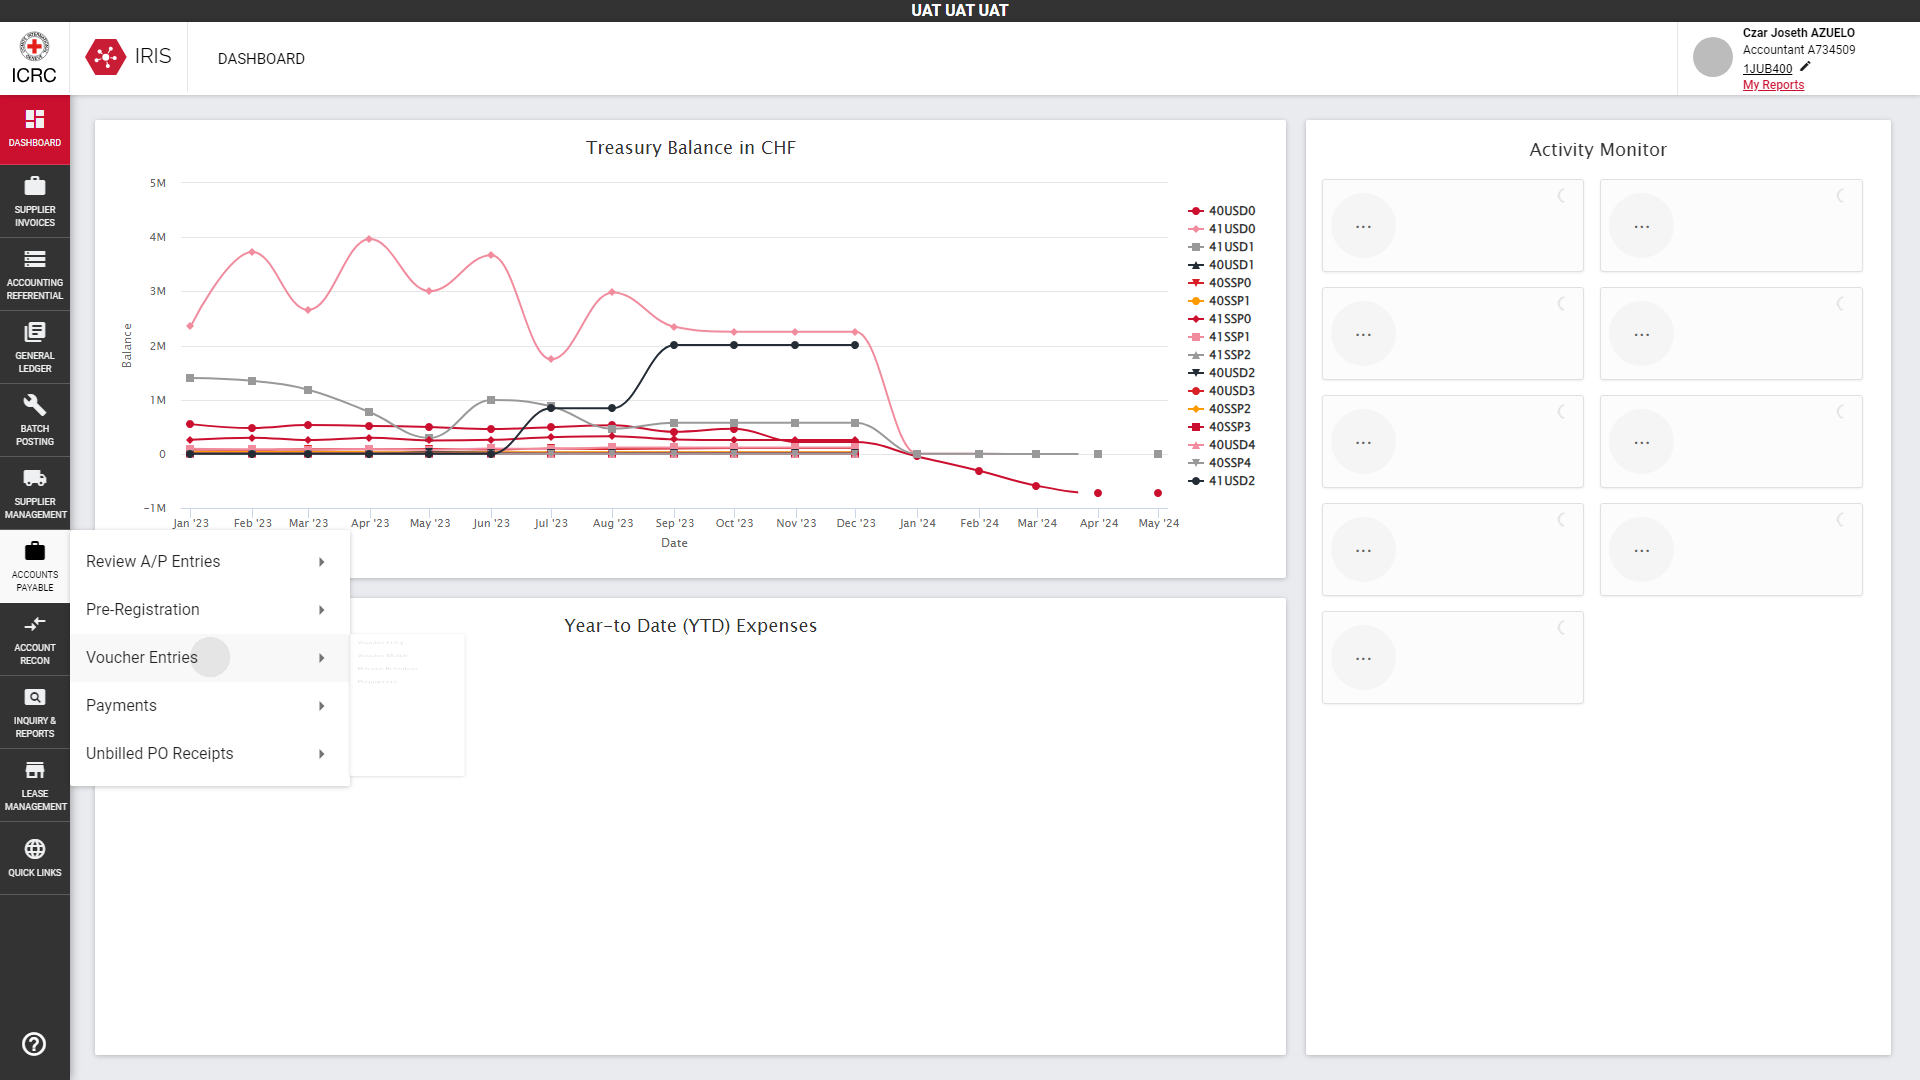 UAT UAT UAT
ICRC
IRIS
DASHBOARD
Czar Joseth AZUELO
Accountant A734509
1JUB400
My Reports
DASHBOARD
SUPPLIER
INVOICES
ACCOUNTING
REFERENTIAL
GENERAL
LEDGER
BATCH
POSTING
SUPPLIER
MANAGEMENT
ACCOUNTS
PAYABLE
ACCOUNT
RECON
INQUIRY &
REPORTS
LEASE
MANAGEMENT
QUICK LINKS
Review A/P Entries
Pre-Registration
Voucher Entries
Payments
Unbilled PO Receipts
Treasury Balance in CHF
5M
4M
3M
2M
1M
0
-1M
Balance
Jan '23 Feb '23 Mar '23 Apr '23 May '23 Jun '23 Jul '23 Aug '23 Sep '23 Oct '23 Nov '23 Dec '23 Jan '24 Feb '24 Mar '24 Apr '24 May '24
Date
40USD0
41USD0
41USD1
40USD1
40SSP0
40SSP1
41SSP0
41SSP1
41SSP2
40USD2
40USD3
40SSP2
40SSP3
40USD4
40SSP4
41USD2
Year-to Date (YTD) Expenses
Activity Monitor
... ...
... ...
... ...
... ...
...